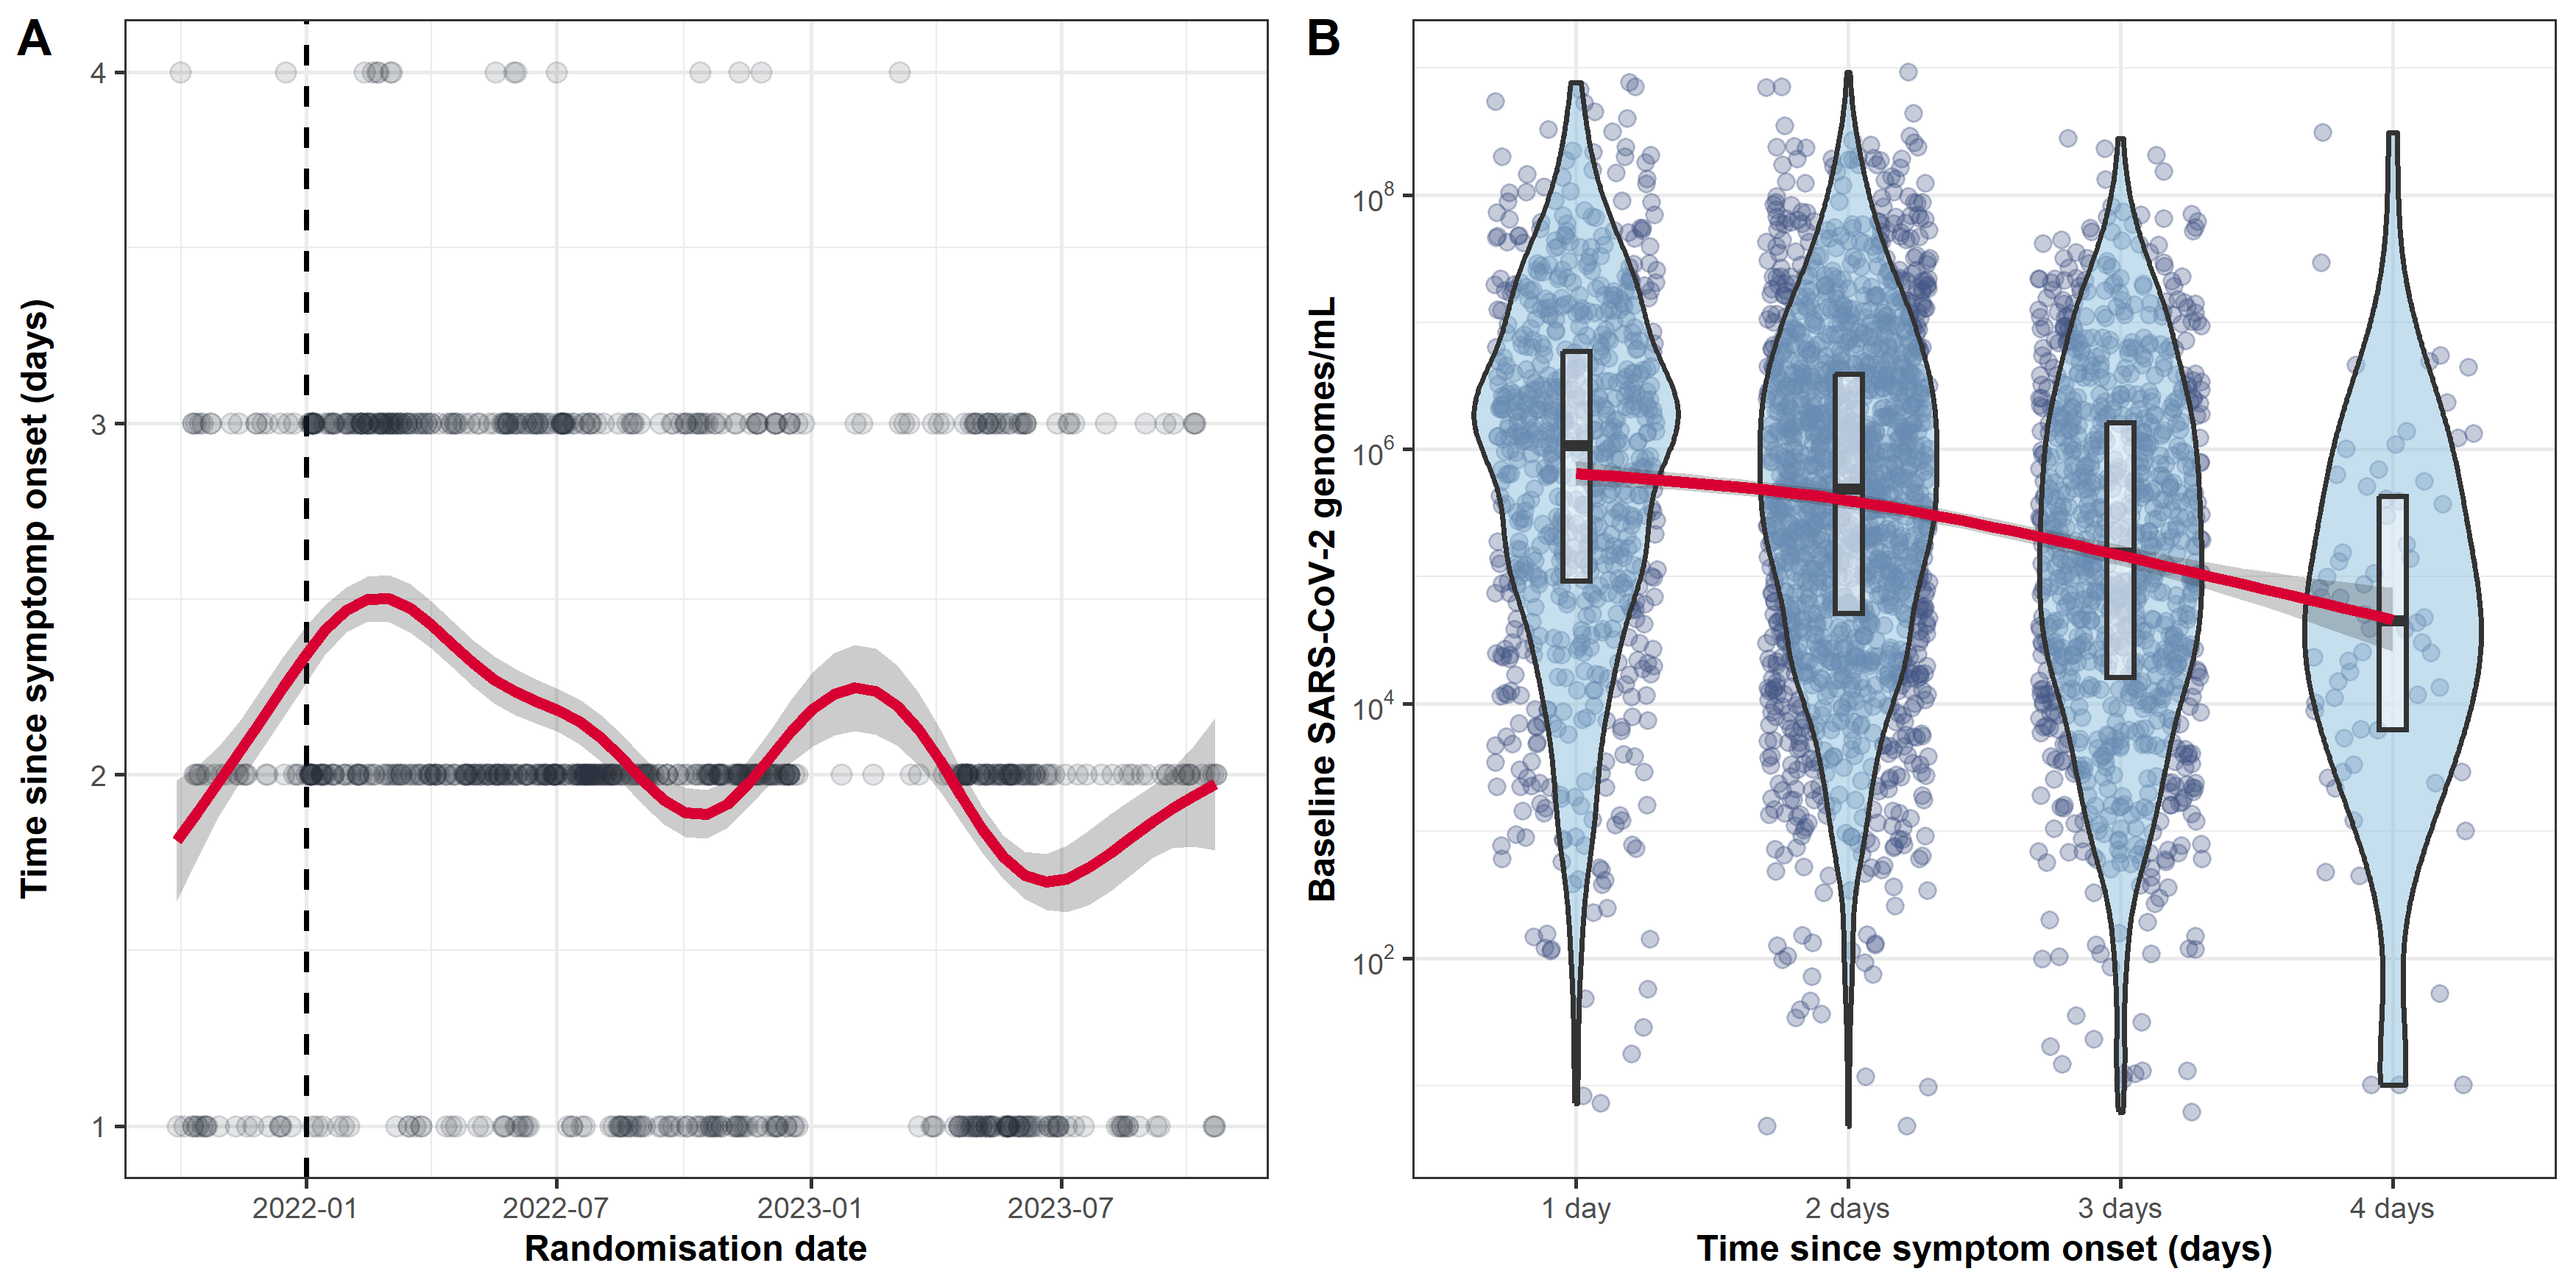 A
Time since symptomp onset (days)
4
3
2
1
2022-01 2022-07 2023-01 2023-07
Randomisation date
B
Baseline SARS-CoV-2 genomes/mL
10⁸
10⁶
10⁴
10²
1 day 2 days 3 days 4 days
Time since symptom onset (days)